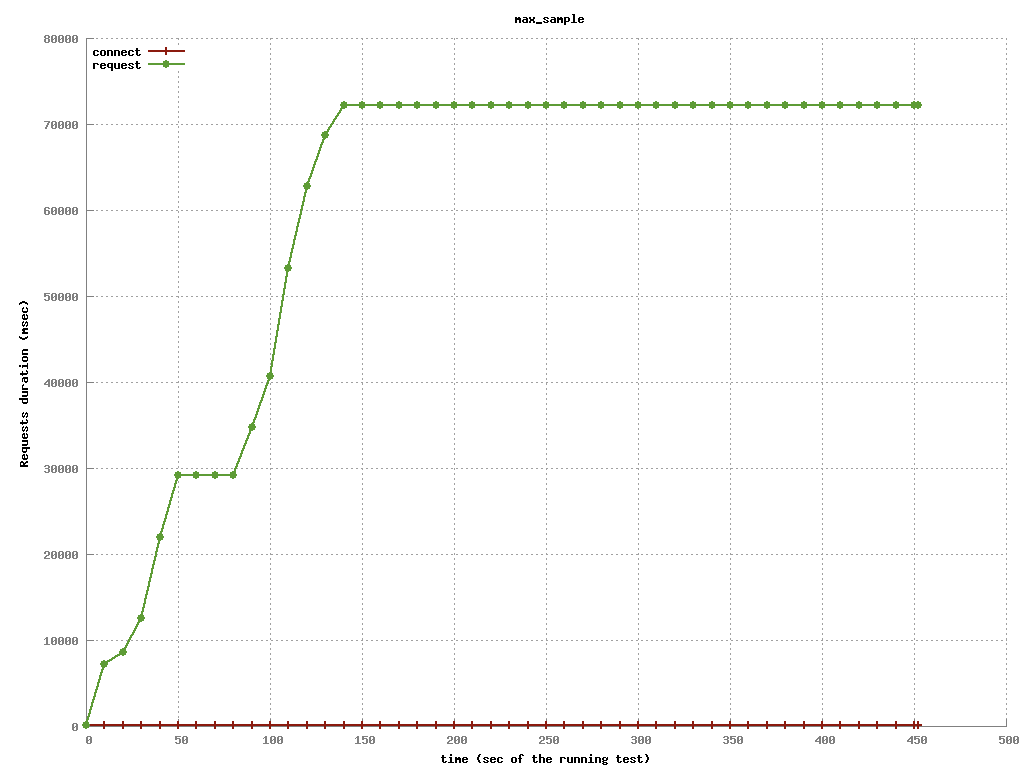 max_sample
80000
connect
request
70000
60000
50000
Requests duration (msec)
40000
30000
20000
10000
0
0 50 100 150 200 250 300 350 400 450 500
time (sec of the running test)